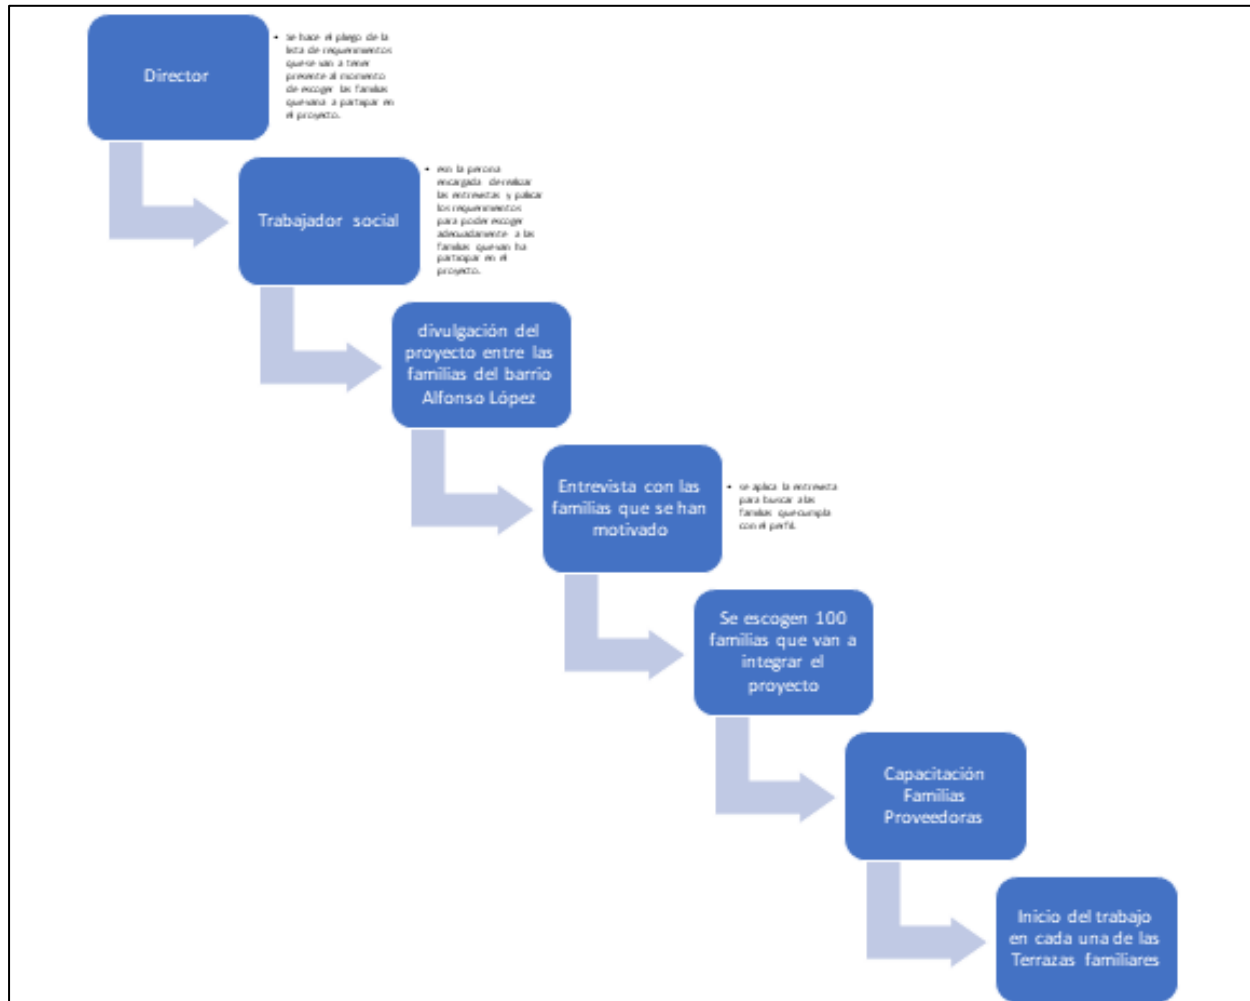 Director
• se hace el pliego de la
lista de requerimientos
que se van a tener
presente al momento
de escoger las familias
que vana a partipar en
el proyecto.
Trabajador social
• esn la persona
encargada de realizar
las entrevistas y palicar
los requerimientos
para poder escoger
adecuadamente a las
familias que van ha
participar en el
proyecto.
divulgación del
proyecto entre las
familias del barrio
Alfonso López
Entrevista con las
familias que se han
motivado
• se aplica la entrevista
para buscar a las
familias que cumpla
con el perfil.
Se escogen 100
familias que van a
integrar el
proyecto
Capacitación
Familias
Proveedoras
Inicio del trabajo
en cada una de las
Terrazas familiares